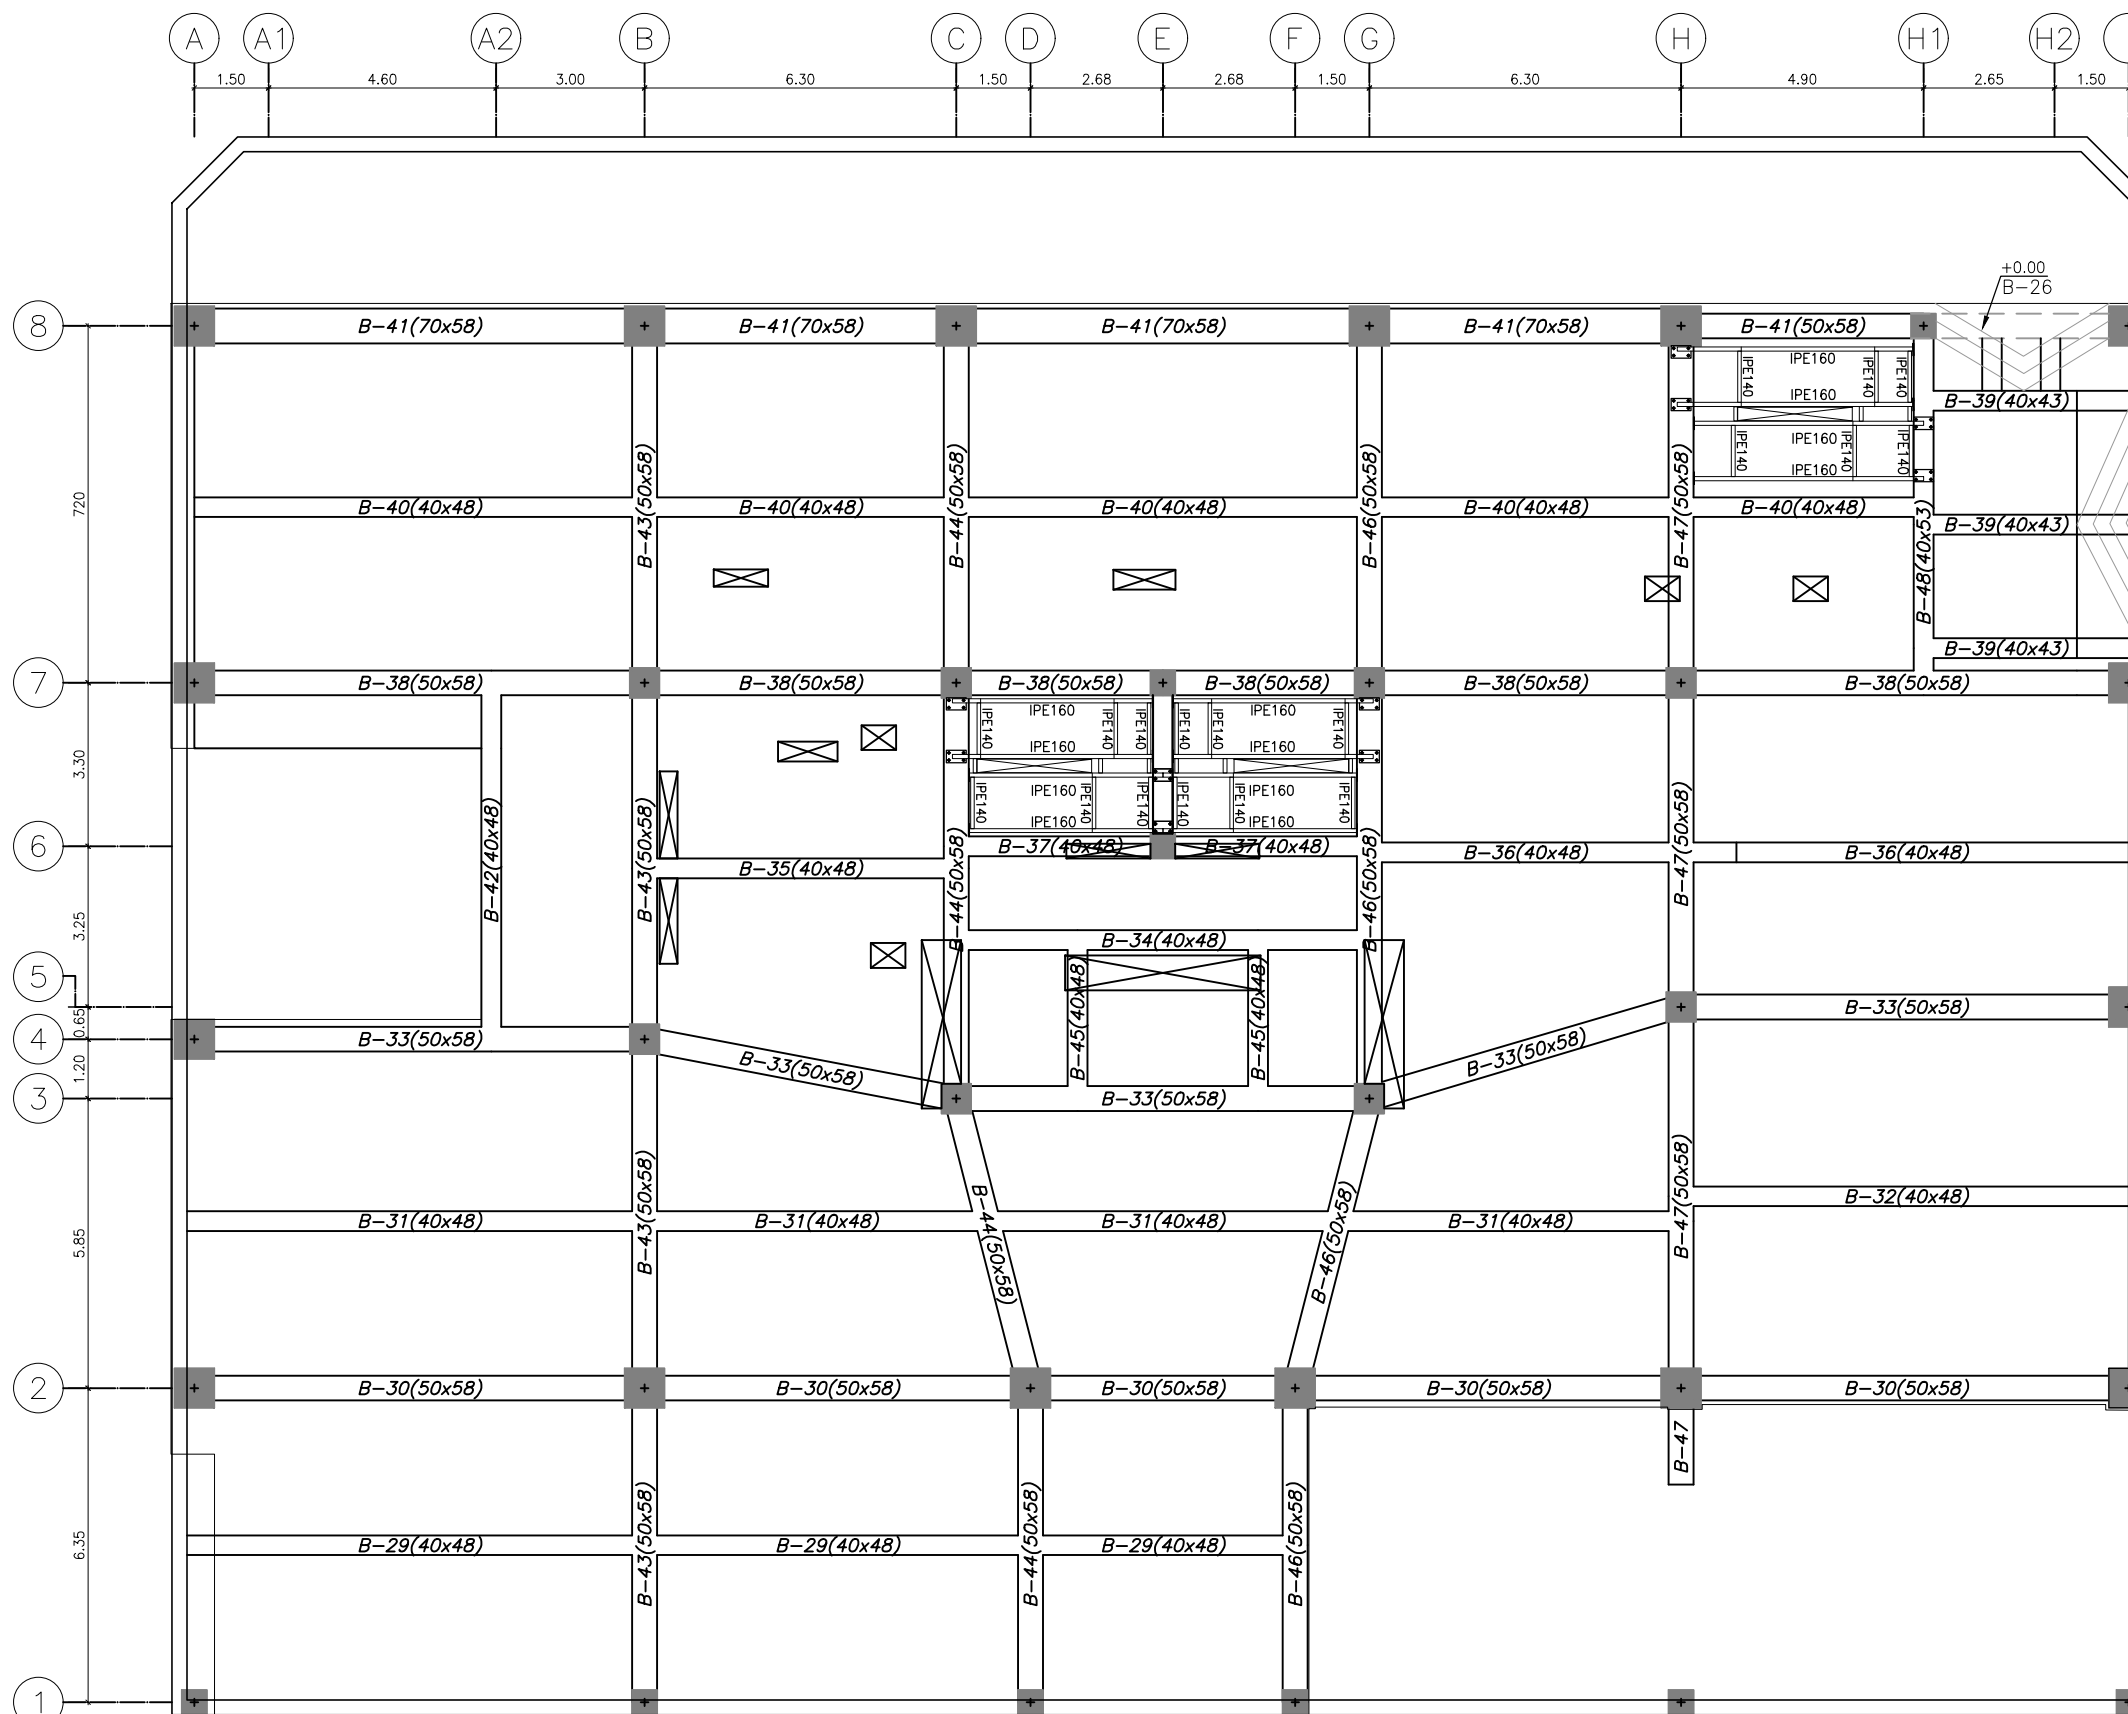 A A1 A2 B C D E F G H H1 H2
1.50 4.60 3.00 6.30 1.50 2.68 2.68 1.50 6.30 4.90 2.65 1.50
+0.00
B-26
8
B-41(70x58) B-41(70x58) B-41(70x58) B-41(70x58) B-41(50x58)
IPE140 IPE160 IPE140 IPE140
IPE160
B-39(40x43)
IPE140 IPE160 IPE140 IPE140
IPE160
720
B-43(50x58) B-44(50x58) B-46(50x58) B-47(50x58)
B-40(40x48) B-40(40x48) B-40(40x48) B-40(40x48) B-40(40x48)
B-39(40x43)
B-48(40x53)
B-39(40x43)
7
B-38(50x58) B-38(50x58) B-38(50x58) B-38(50x58) B-38(50x58) B-38(50x58)
IPE140 IPE160 IPE140 IPE140 IPE140 IPE140 IPE160 IPE140
IPE160 IPE160
3.30
IPE140 IPE160 IPE140 IPE140 IPE140 IPE140 IPE160 IPE140
IPE160 IPE160
6
B-42(40x48) B-43(50x58) B-44(50x58) B-46(50x58) B-47(50x58)
B-37(40x48) B-37(40x48)
B-36(40x48) B-36(40x48)
B-35(40x48)
3.25
B-34(40x48)
5
B-45(40x48) B-45(40x48)
B-33(50x58)
0.65
4
B-33(50x58)
B-33(50x58) B-33(50x58)
1.20
3
B-33(50x58)
B-43(50x58) B-44(50x58) B-46(50x58) B-47(50x58)
B-32(40x48)
B-31(40x48) B-31(40x48) B-31(40x48) B-31(40x48)
5.85
2
B-30(50x58) B-30(50x58) B-30(50x58) B-30(50x58) B-30(50x58)
B-47
B-43(50x58) B-44(50x58) B-46(50x58)
6.35
B-29(40x48) B-29(40x48) B-29(40x48)
1